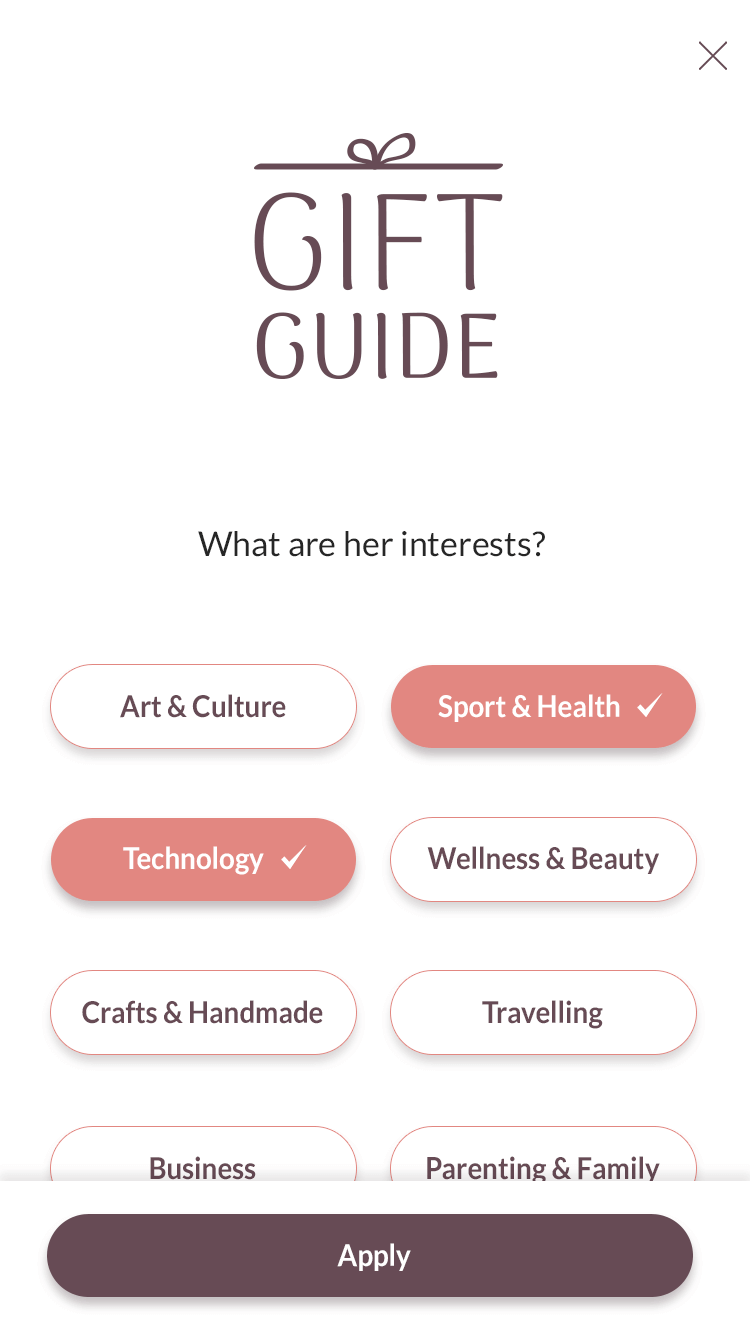 GIFT
GUIDE
What are her interests?
Art & Culture
Sport & Health
Technology
Wellness & Beauty
Crafts & Handmade
Travelling
Business
Parenting & Family
Apply